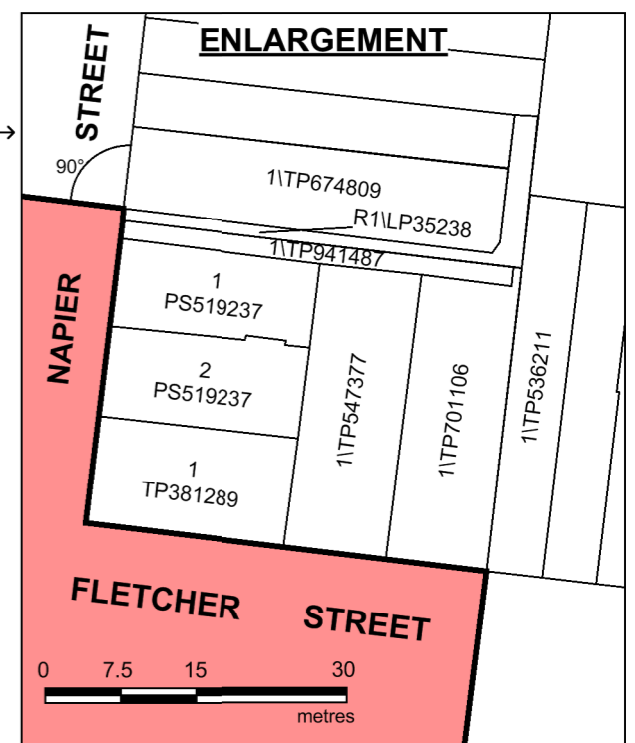 ENLARGEMENT
STREET
90°
1\TP674809
R1\LP35238
1\TP941487
1
PS519237
NAPIER
2
PS519237
1\TP547377
1\TP701106
1\TP536211
1
TP381289
FLETCHER STREET
0 7.5 15 30
metres